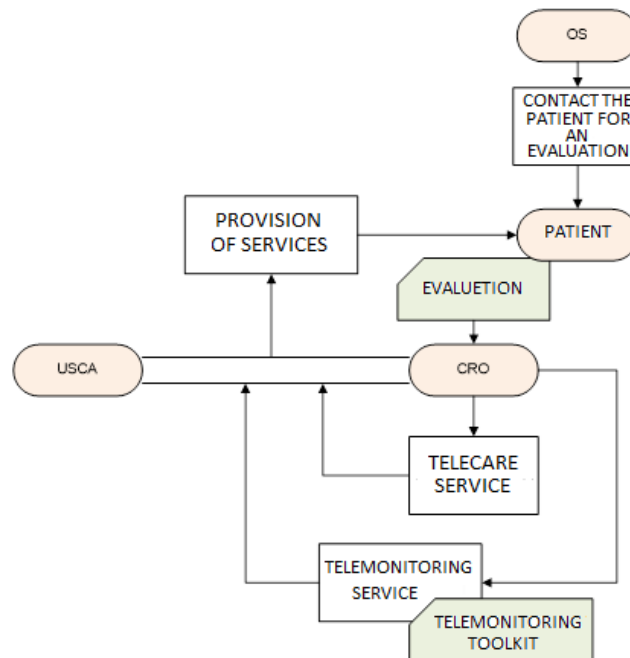 OS
CONTACT THE
PATIENT FOR
AN
EVALUATION
PROVISION
OF SERVICES
PATIENT
EVALUETION
USCA
CRO
TELECARE
SERVICE
TELEMONITORING
SERVICE
TELEMONITORING
TOOLKIT